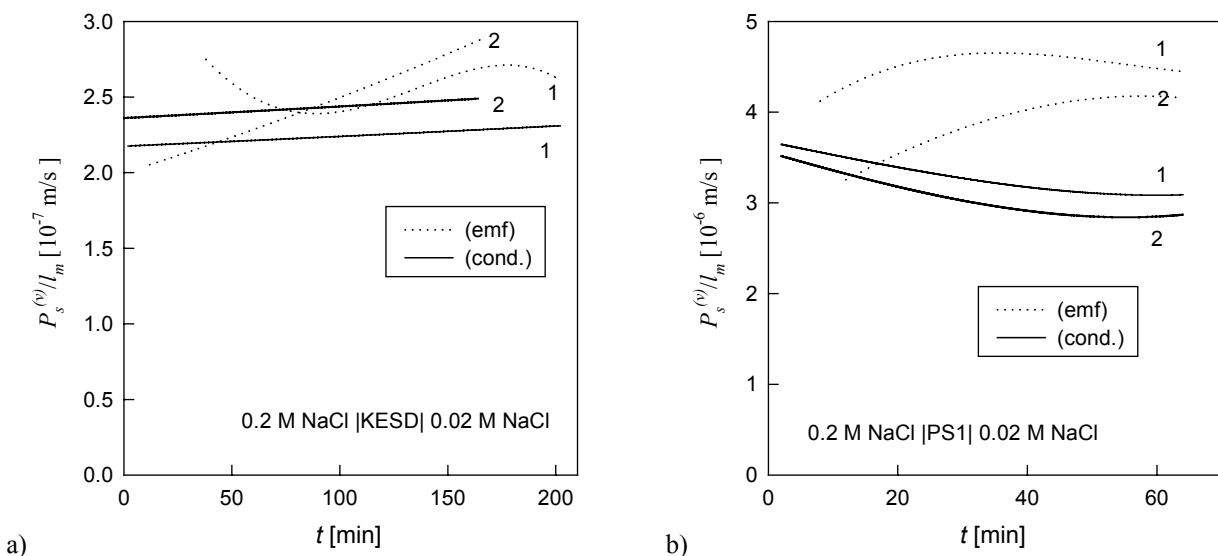 3.0
2.5
2.0
1.5
1.0
0.5
0.0
P_s^(v)/l_m [10^-7 m/s]
2
1
2
1
(emf)
(cond.)
0.2 M NaCl |KESD| 0.02 M NaCl
0 50 100 150 200
t [min]
a)
5
4
3
2
1
0
P_s^(v)/l_m [10^-6 m/s]
1
2
1
2
(emf)
(cond.)
0.2 M NaCl |PS1| 0.02 M NaCl
0 20 40 60
t [min]
b)